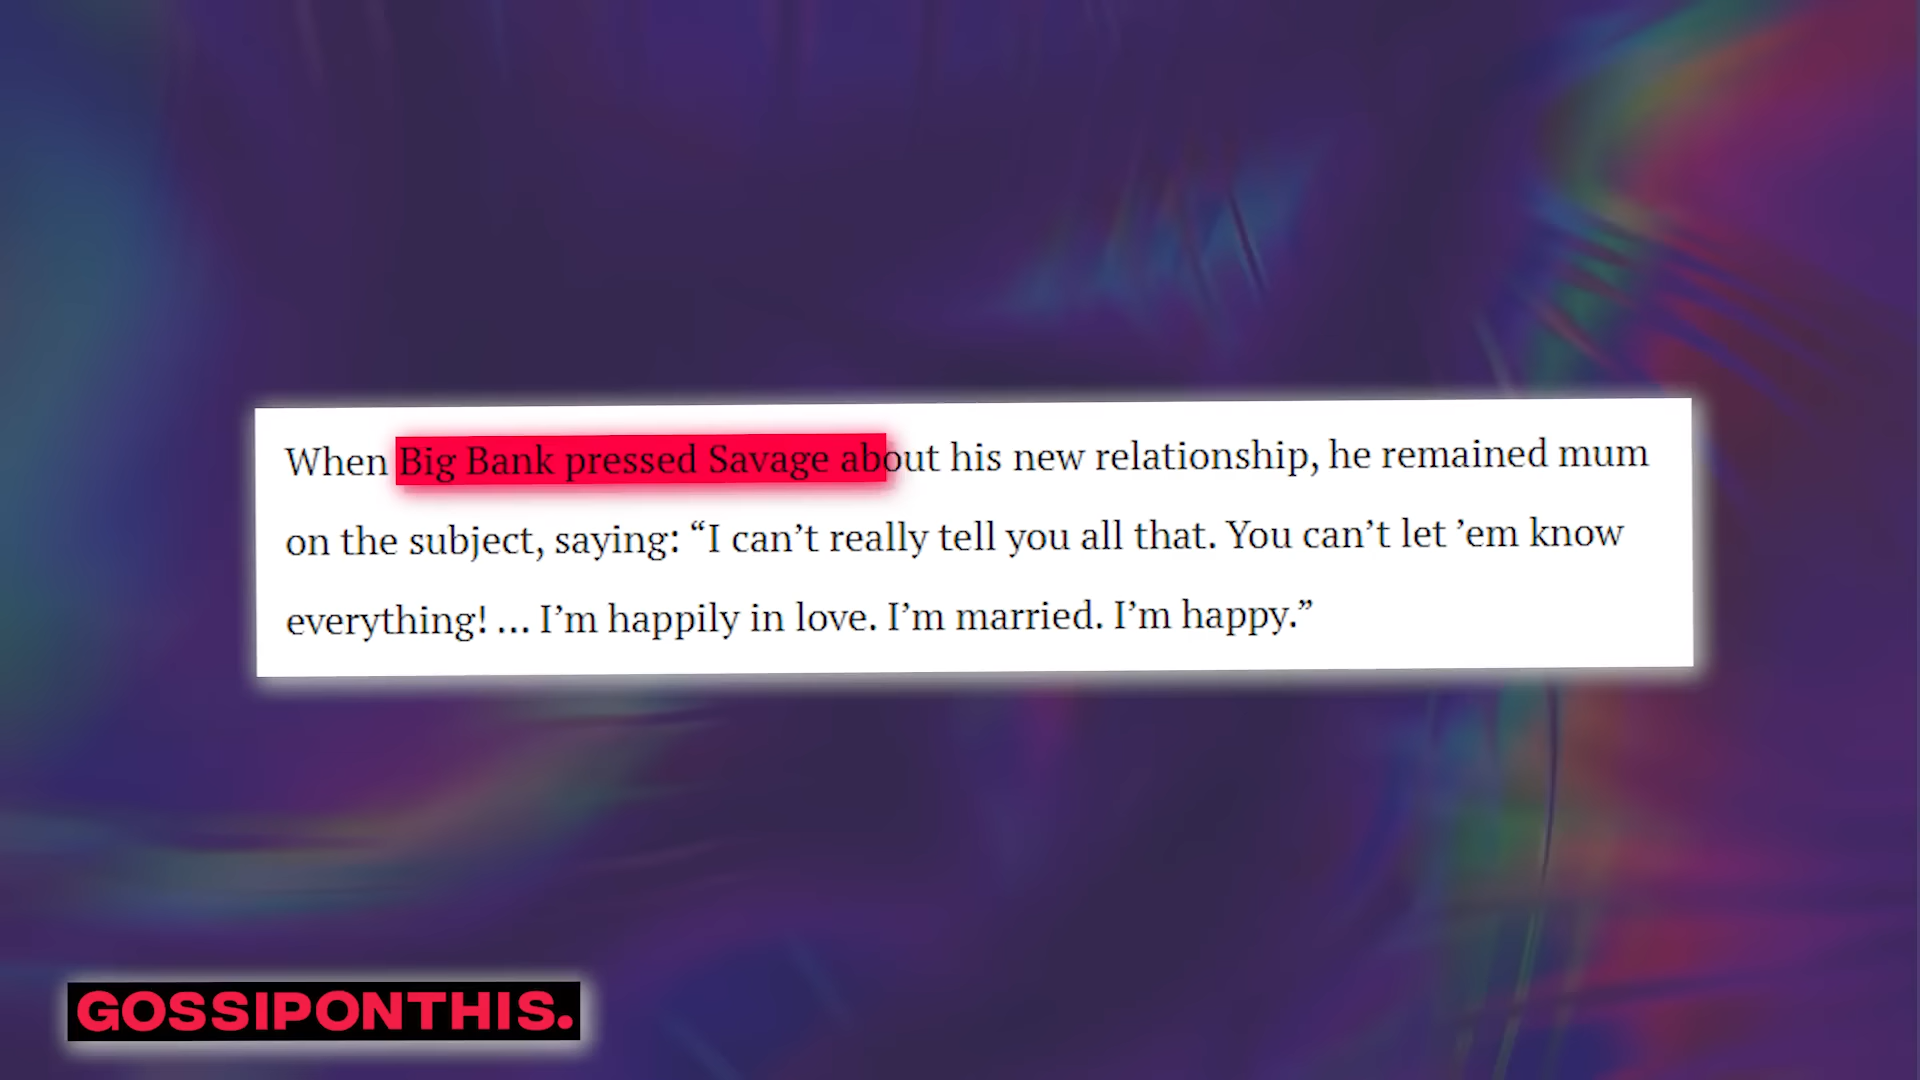 When Big Bank pressed Savage about his new relationship, he remained mum
on the subject, saying: “I can’t really tell you all that. You can’t let ’em know
everything! ... I’m happily in love. I’m married. I’m happy.”
GOSSIPONTHIS.